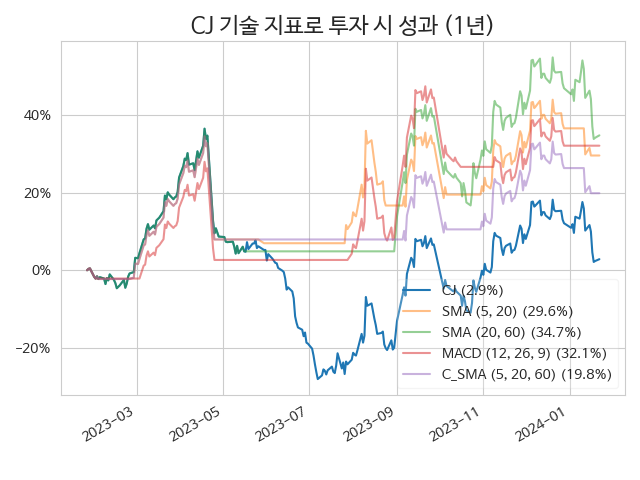 CJ 기술 지표로 투자 시 성과 (1년)
40%
20%
0%
−20%
CJ (2.9%)
SMA (5, 20) (29.6%)
SMA (20, 60) (34.7%)
MACD (12, 26, 9) (32.1%)
C_SMA (5, 20, 60) (19.8%)
2023−03
2023−05
2023−07
2023−09
2023−11
2024−01